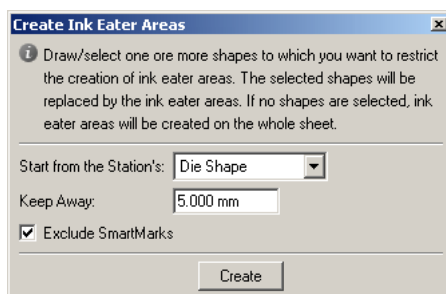 Create Ink Eater Areas
Draw/select one ore more shapes to which you want to restrict
the creation of ink eater areas. The selected shapes will be
replaced by the ink eater areas. If no shapes are selected, ink
eater areas will be created on the whole sheet.
Start from the Station's: Die Shape
Keep Away: 5.000 mm
Exclude SmartMarks
Create